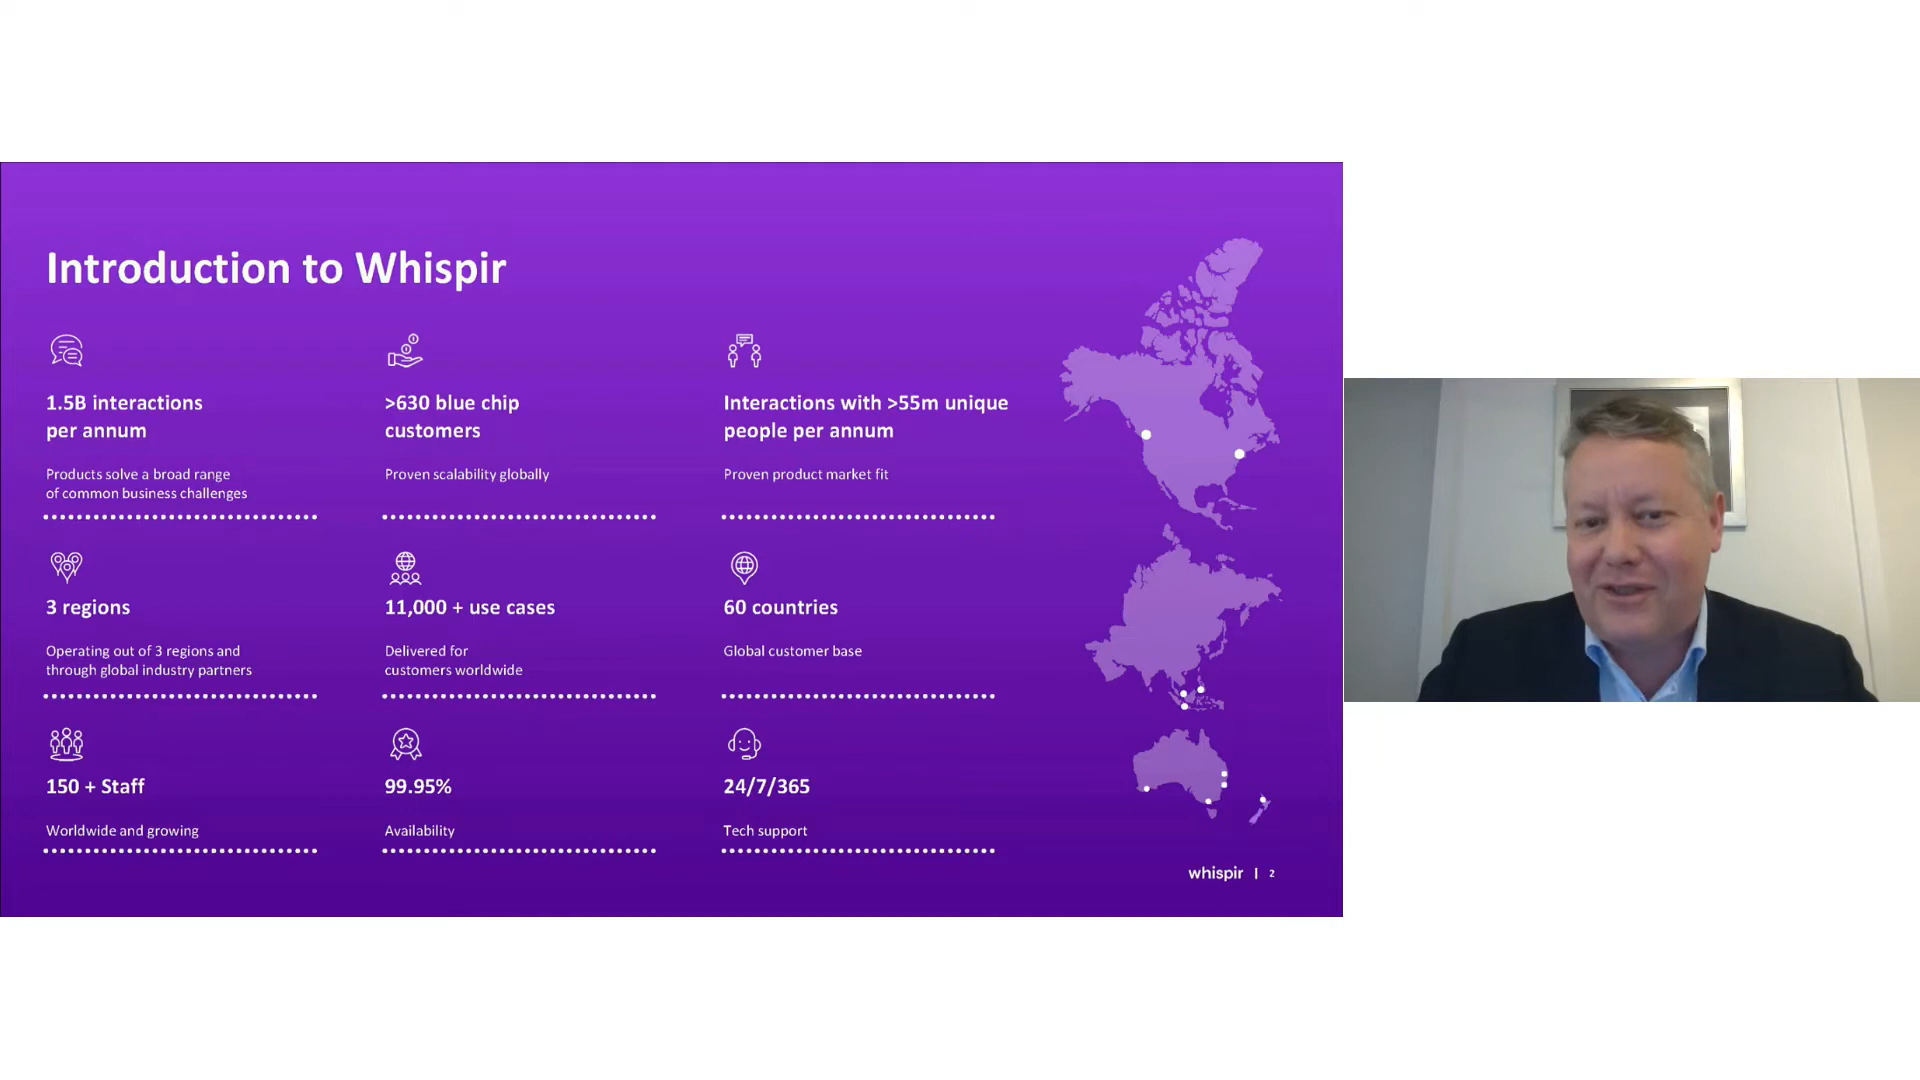 Introduction to Whispir
1.5B interactions
per annum
Products solve a broad range
of common business challenges
>630 blue chip
customers
Proven scalability globally
Interactions with >55m unique
people per annum
Proven product market fit
3 regions
Operating out of 3 regions and
through global industry partners
11,000 + use cases
Delivered for
customers worldwide
60 countries
Global customer base
150 + Staff
Worldwide and growing
99.95%
Availability
24/7/365
Tech support
whispir | 2